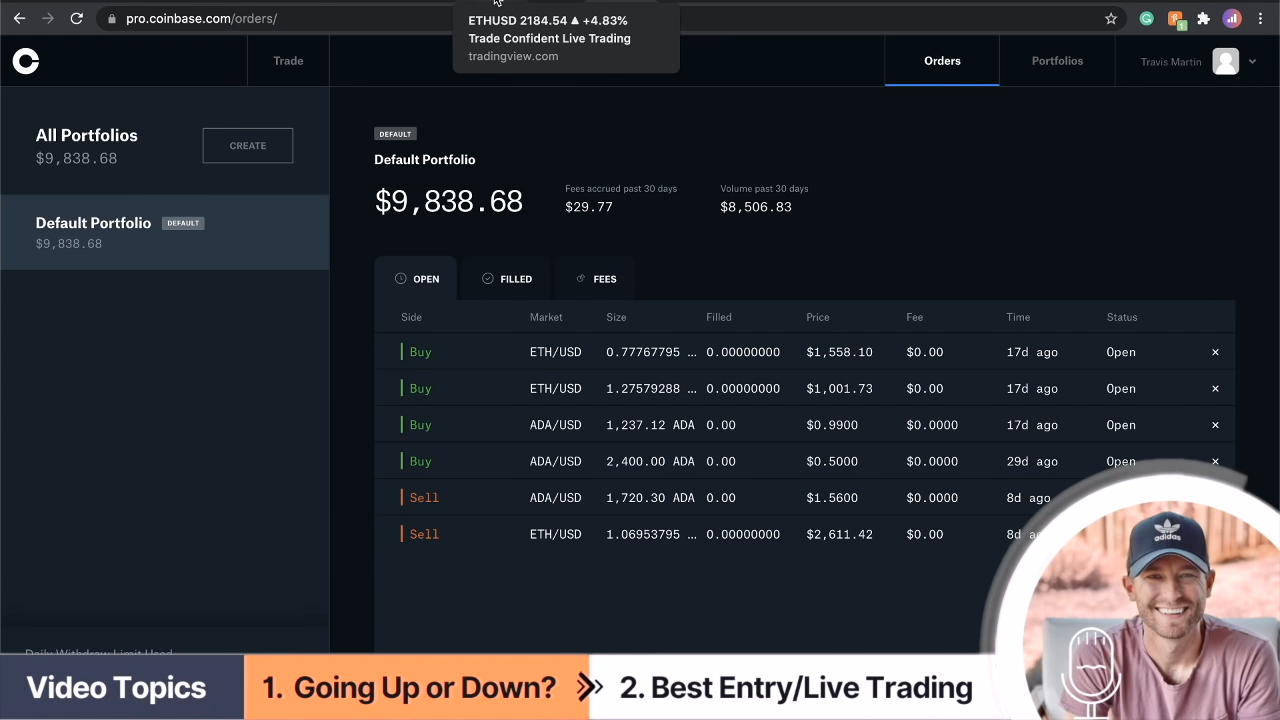 pro.coinbase.com/orders/
1
ETHUSD 2184.54 ▲ +4.83%
Trade Confident Live Trading
tradingview.com
Trade
Orders
Portfolios
Travis Martin
All Portfolios
$9,838.68
CREATE
Default Portfolio DEFAULT
$9,838.68
DEFAULT
Default Portfolio
$9,838.68
Fees accrued past 30 days
$29.77
Volume past 30 days
$8,506.83
OPEN FILLED FEES
Side Market Size Filled Price Fee Time Status
Buy ETH/USD 0.77767795 ... 0.00000000 $1,558.10 $0.00 17d ago Open ×
Buy ETH/USD 1.27579288 ... 0.00000000 $1,001.73 $0.00 17d ago Open ×
Buy ADA/USD 1,237.12 ADA 0.00 $0.9900 $0.0000 17d ago Open ×
Buy ADA/USD 2,400.00 ADA 0.00 $0.5000 $0.0000 29d ago Open ×
Sell ADA/USD 1,720.30 ADA 0.00 $1.5600 $0.0000 8d ago
Sell ETH/USD 1.06953795 ... 0.00000000 $2,611.42 $0.00 8d
Daily Withdraw Limit Used
adidas
Video Topics 1. Going Up or Down? 2. Best Entry/Live Trading